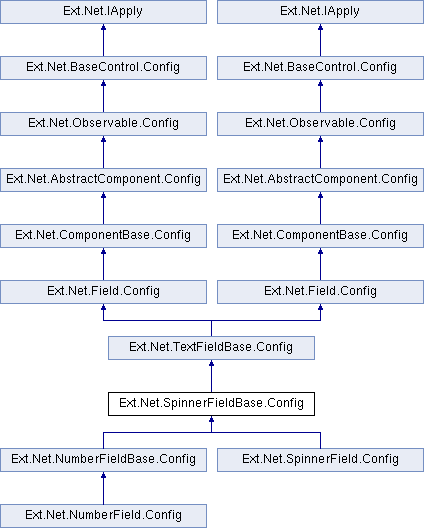 Ext.Net.IApply
Ext.Net.IApply
Ext.Net.BaseControl.Config
Ext.Net.BaseControl.Config
Ext.Net.Observable.Config
Ext.Net.Observable.Config
Ext.Net.AbstractComponent.Config
Ext.Net.AbstractComponent.Config
Ext.Net.ComponentBase.Config
Ext.Net.ComponentBase.Config
Ext.Net.Field.Config
Ext.Net.Field.Config
Ext.Net.TextFieldBase.Config
Ext.Net.SpinnerFieldBase.Config
Ext.Net.NumberFieldBase.Config
Ext.Net.SpinnerField.Config
Ext.Net.NumberField.Config